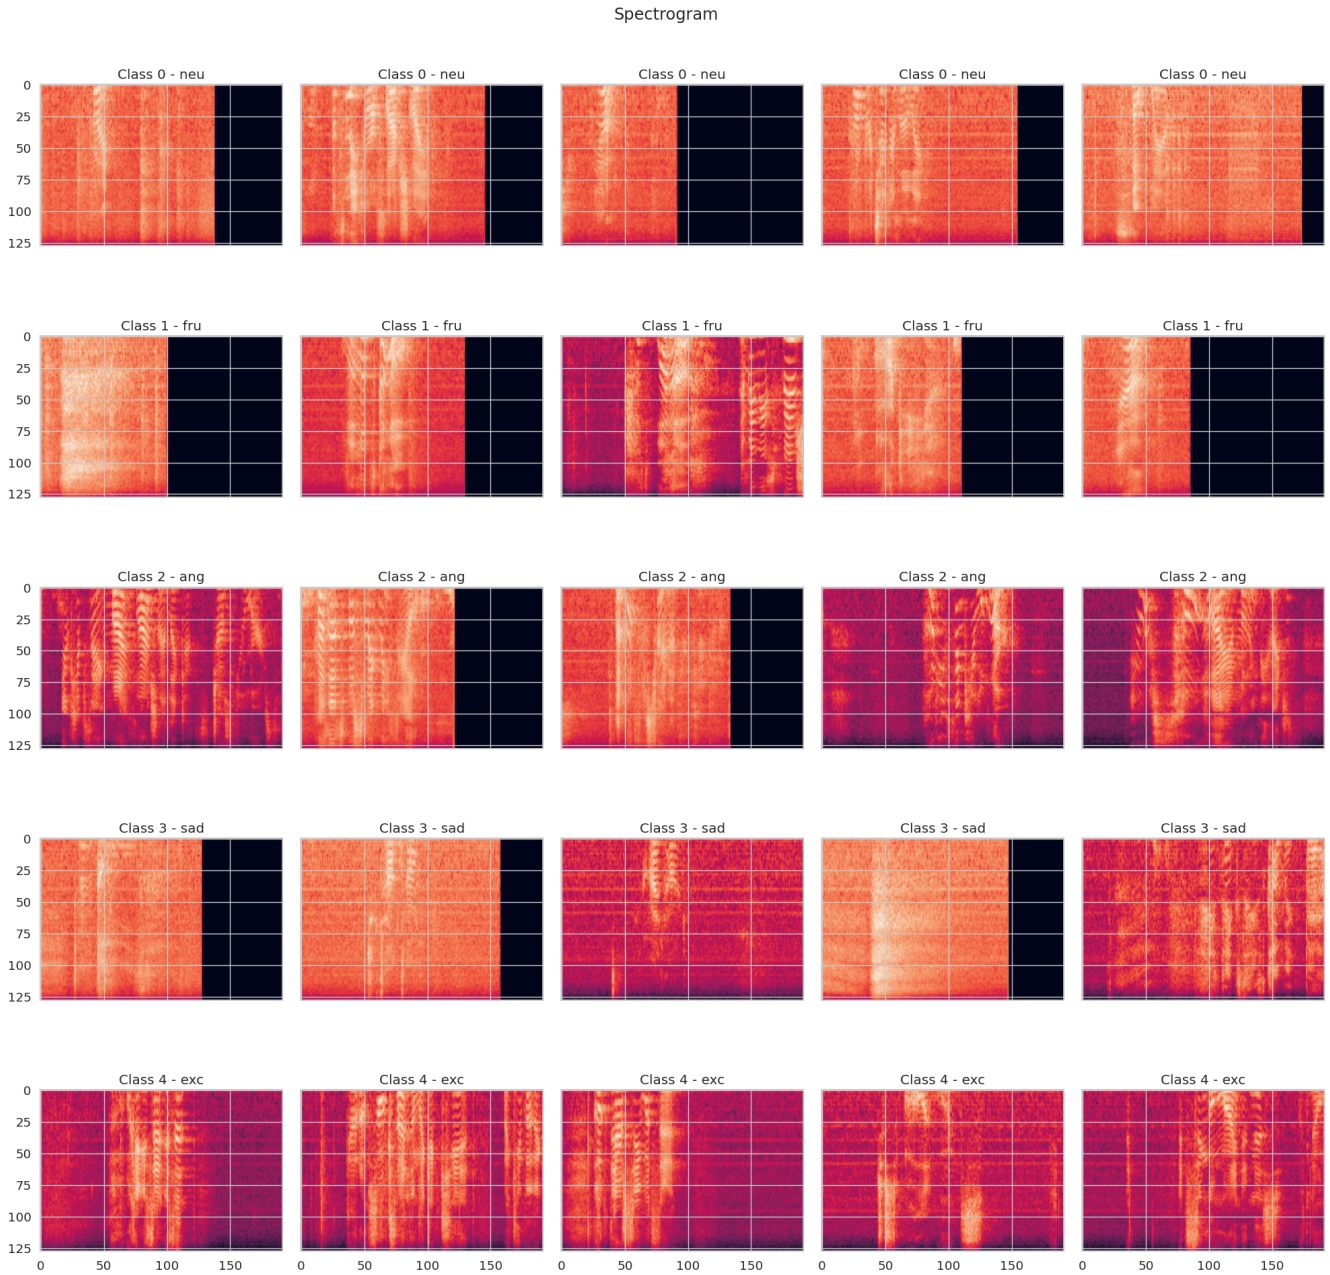 Spectrogram
Class 0 - neu
Class 0 - neu
Class 0 - neu
Class 0 - neu
Class 0 - neu
0
25
50
75
100
125
Class 1 - fru
Class 1 - fru
Class 1 - fru
Class 1 - fru
Class 1 - fru
0
25
50
75
100
125
Class 2 - ang
Class 2 - ang
Class 2 - ang
Class 2 - ang
Class 2 - ang
0
25
50
75
100
125
Class 3 - sad
Class 3 - sad
Class 3 - sad
Class 3 - sad
Class 3 - sad
0
25
50
75
100
125
Class 4 - exc
Class 4 - exc
Class 4 - exc
Class 4 - exc
Class 4 - exc
0
25
50
75
100
125
0 50 100 150
0 50 100 150
0 50 100 150
0 50 100 150
0 50 100 150